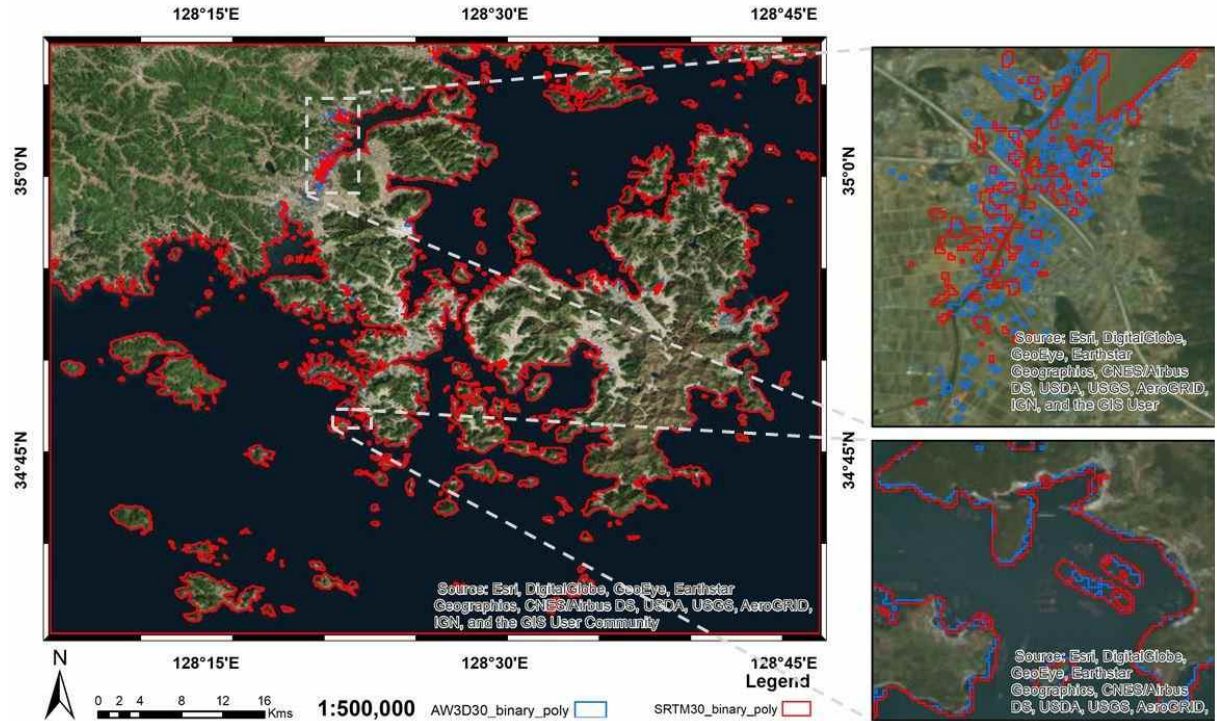 128°15'E 128°30'E 128°45'E
35°0'N 35°0'N
34°45'N 34°45'N
Source: Esri, DigitalGlobe,
GeoEye, Earthstar
Geographics, CNES/Airbus
DS, USDA, USGS, AeroGRID,
IGN, and the GIS User
Source: Esri, DigitalGlobe, GeoEye, Earthstar
Geographics, CNES/Airbus DS, USDA, USGS, AeroGRID,
IGN, and the GIS User Community
Source: Esri, DigitalGlobe,
GeoEye, Earthstar
Geographics, CNES/Airbus
DS, USDA, USGS, AeroGRID,
128°15'E 128°30'E 128°45'E
N
0 2 4 8 12 16
Kms
1:500,000
Legend
AW3D30_binary_poly
SRTM30_binary_poly